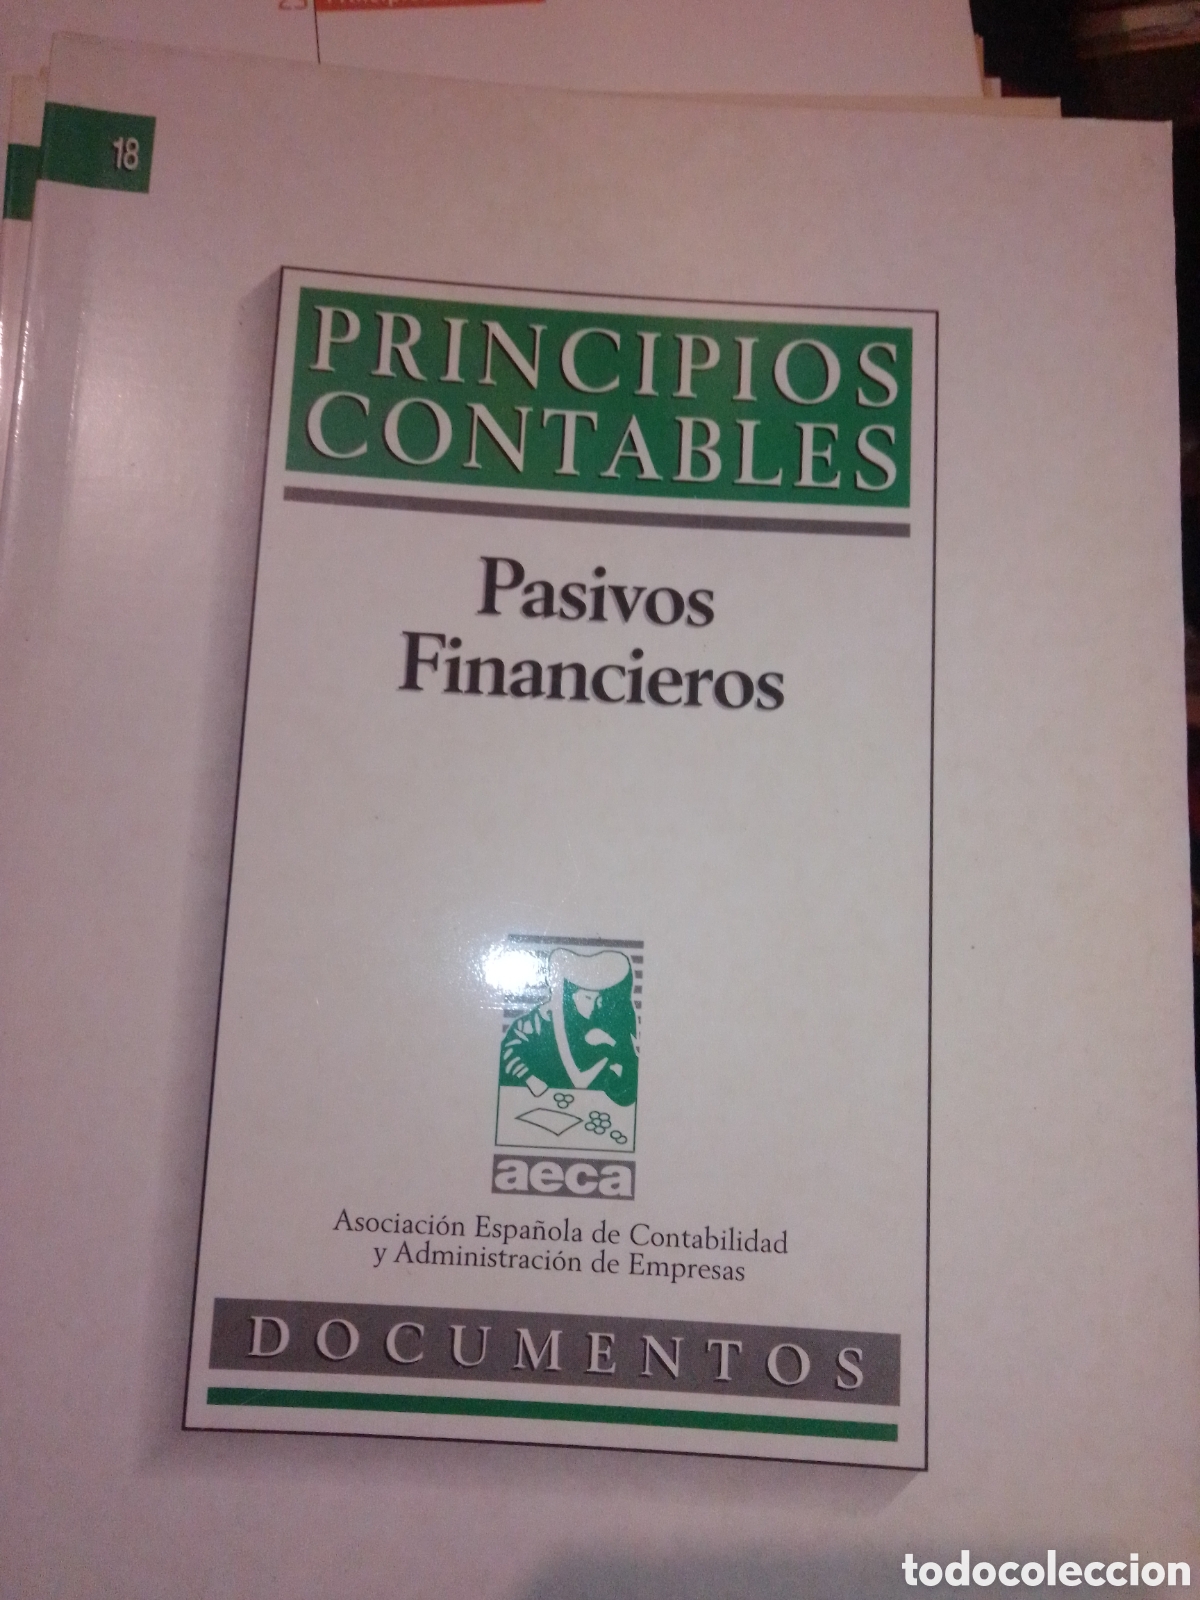 18
PRINCIPIOS
CONTABLES
Pasivos
Financieros
aeca
Asociación Española de Contabilidad
y Administración de Empresas
DOCUMENTOS
todocoleccion